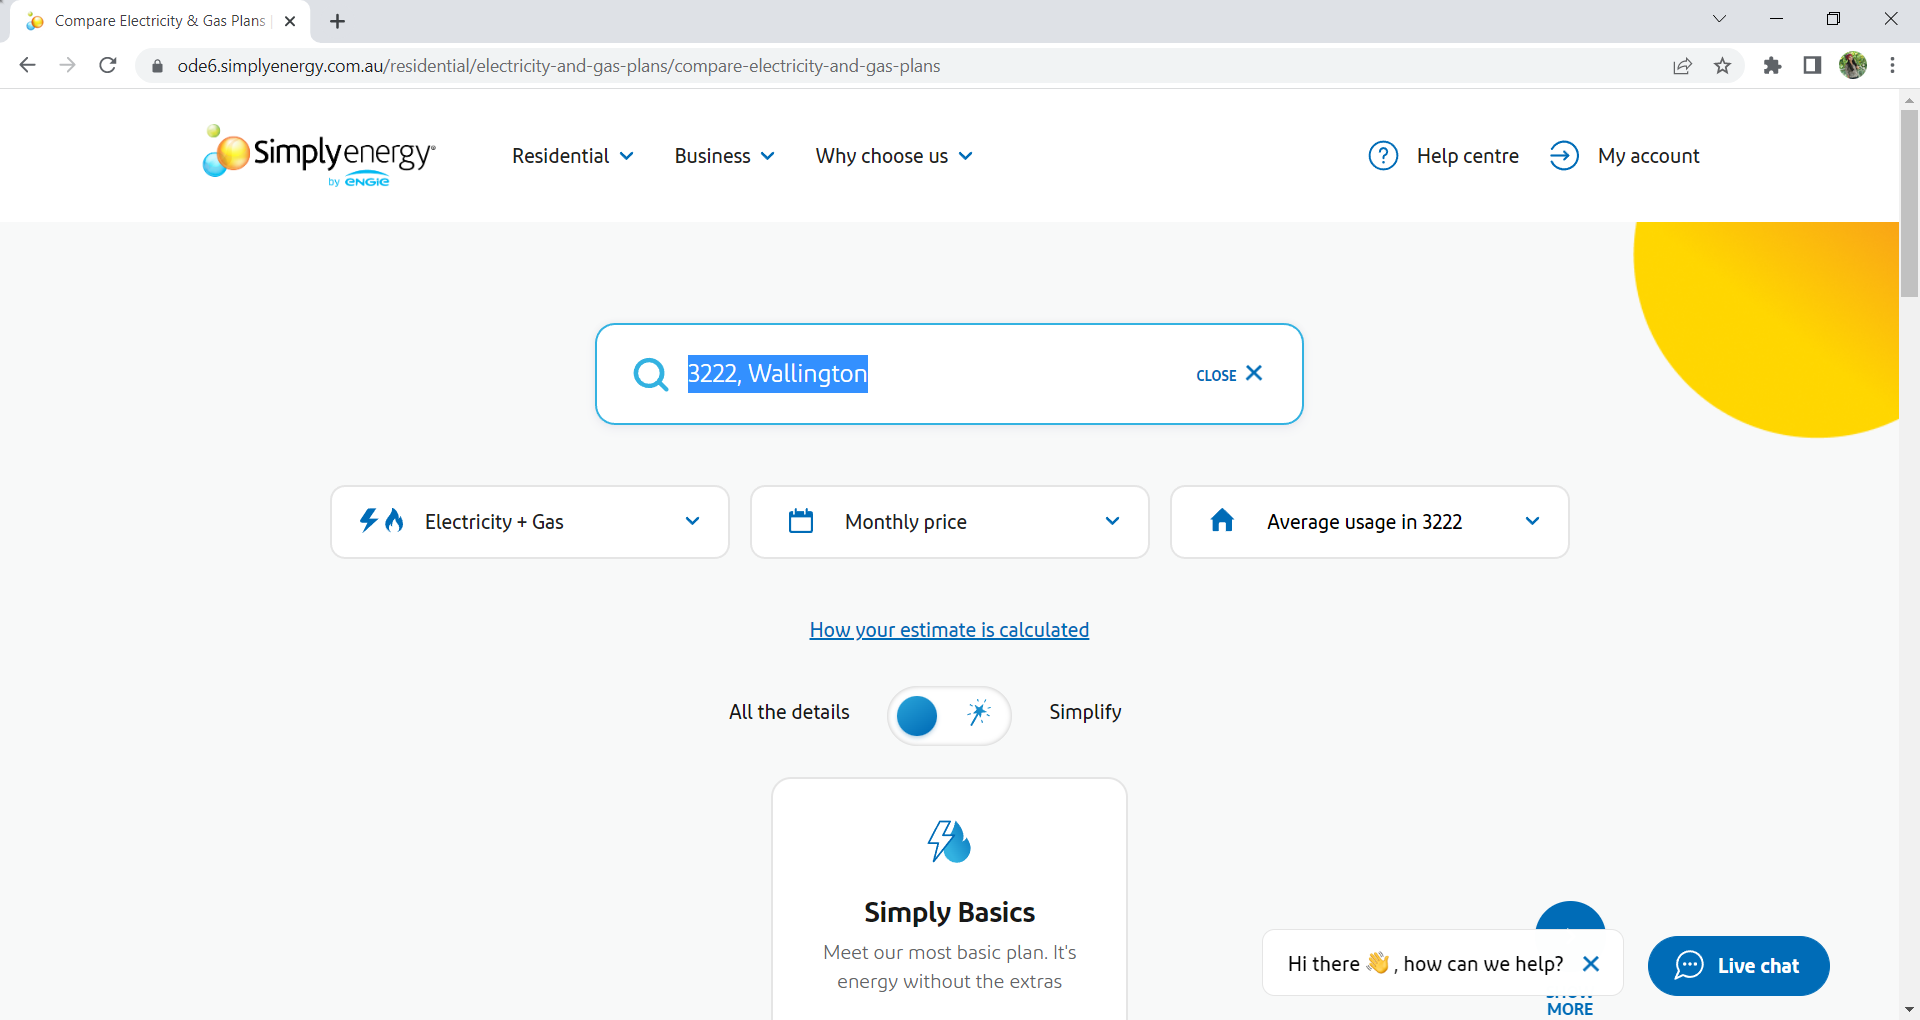 Compare Electricity & Gas Plans |
ode6.simplyenergy.com.au/residential/electricity-and-gas-plans/compare-electricity-and-gas-plans
Simplyenergy®
by ENGIE
Residential
Business
Why choose us
Help centre
My account
3222, Wallington
CLOSE
Electricity + Gas
Monthly price
Average usage in 3222
How your estimate is calculated
All the details
Simplify
Simply Basics
Meet our most basic plan. It's
energy without the extras
Hi there 👋 , how can we help?
Live chat
SHOW
MORE